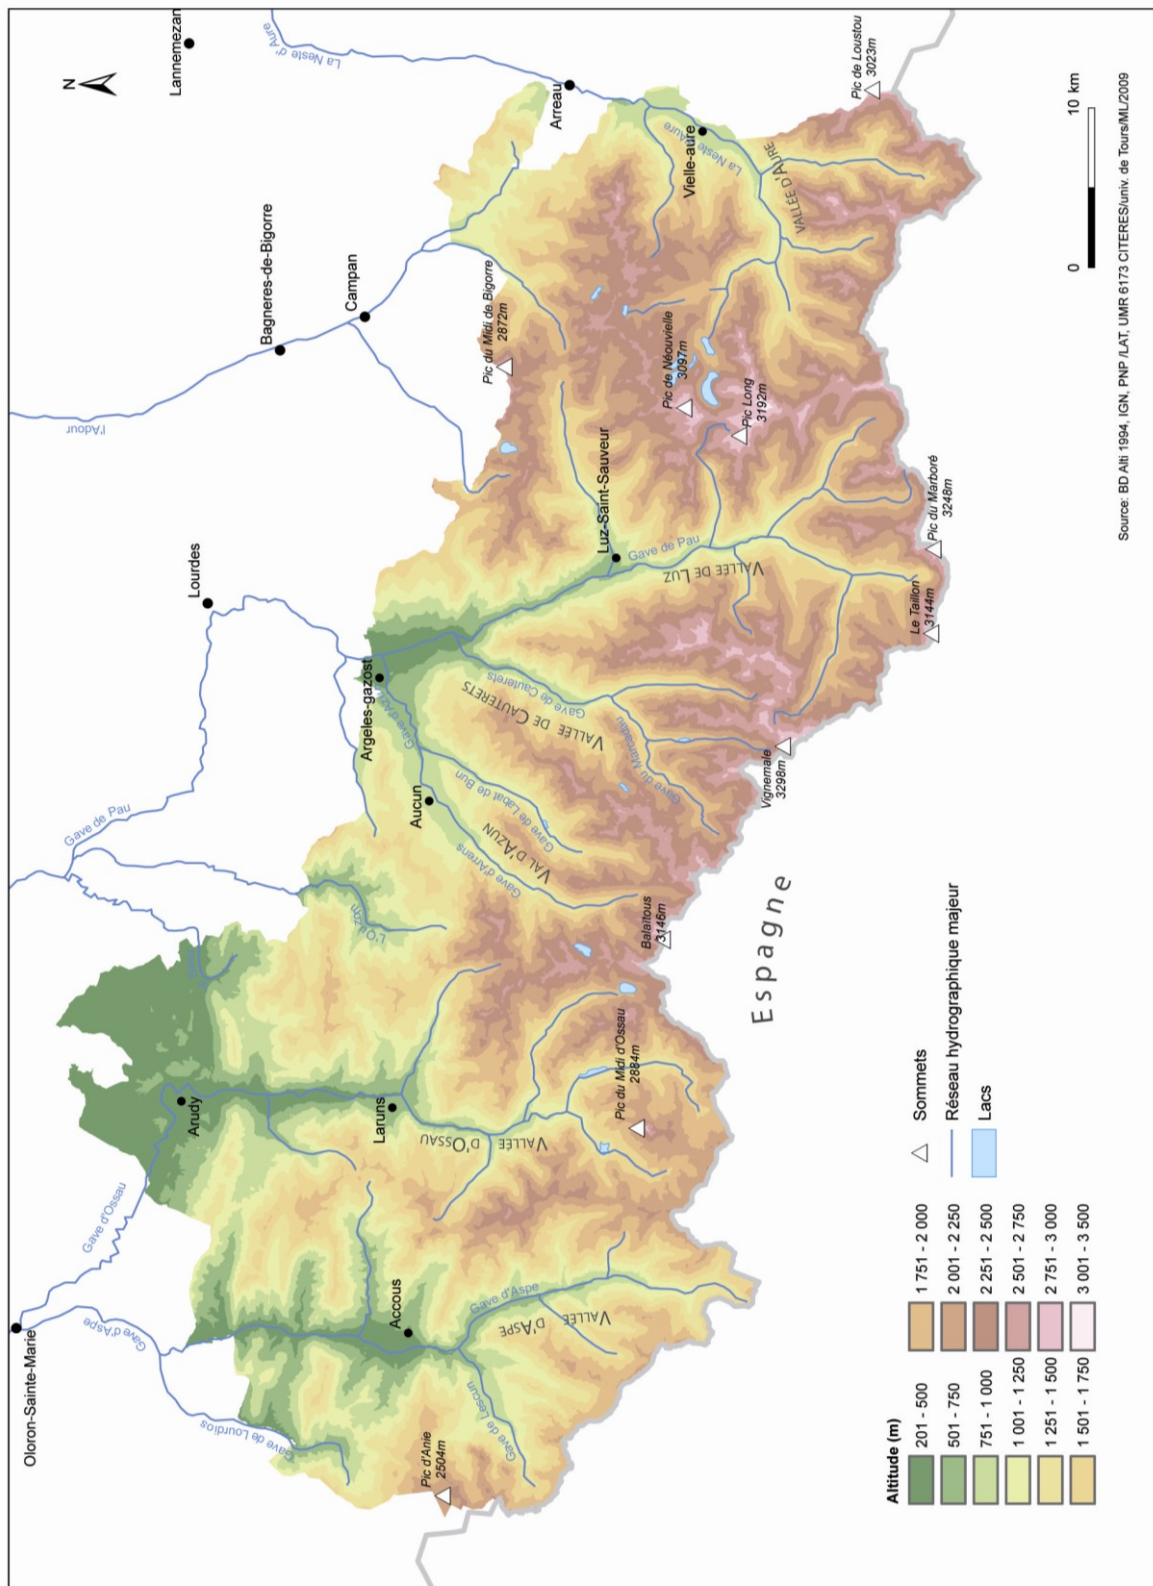 Oloron-Sainte-Marie
Gave d'Aspe
Gave d'Ossau
Gave de Pau
l'Adour
N
Lannemezan
La Neste d'Aure
Lourdes
Bagneres-de-Bigorre
Campan
Arudy
Gave de Lourdios
L'Ouzom
Argeles-gazost
Gave d'Azun
Aucun
Laruns
Accous
Pic d'Anie
2504m
Gave de Lescun
Gave d'Aspe
VALLÉE
D'ASPE
VALLÉE
D'OSSAU
Pic du Midi d'Ossau
2884m
Gave d'Arrens
VAL D'AZUN
Gave de Labat de Bun
VALLÉE DE CAUTERETS
Gave de Cauterets
Gave du Marcadau
Balaïtous
3146m
Vignemale
3298m
Pic du Midi de Bigorre
2872m
Arreau
Luz-Saint-Sauveur
Gave de Pau
VALLÉE DE LUZ
Pic de Néouvielle
3097m
Pic Long
3192m
Vielle-aure
La Neste d'Aure
VALLÉE D'AURE
Pic de Loustou
3023m
Le Taillon
3144m
Pic du Marboré
3248m
Espagne
Altitude (m)
201 - 500
501 - 750
751 - 1 000
1 001 - 1 250
1 251 - 1 500
1 501 - 1 750
1 751 - 2 000
2 001 - 2 250
2 251 - 2 500
2 501 - 2 750
2 751 - 3 000
3 001 - 3 500
Sommets
Réseau hydrographique majeur
Lacs
0
10 km
Source: BD Alti 1994, IGN, PNP /LAT, UMR 6173 CITERES/univ. de Tours/ML/2009